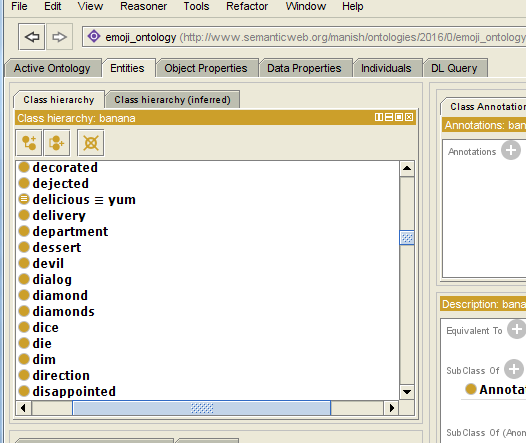 File Edit View Reasoner Tools Refactor Window Help
emoji_ontology (http://www.semanticweb.org/manish/ontologies/2016/0/emoji_ontology
Active Ontology Entities Object Properties Data Properties Individuals DL Query
Class hierarchy Class hierarchy (inferred)
Class hierarchy: banana
decorated
dejected
delicious ≡ yum
delivery
department
dessert
devil
dialog
diamond
diamonds
dice
die
dim
direction
disappointed
Class Annotation
Annotations: ban
Annotations
Description: bana
Equivalent To
SubClass Of
Annota
SubClass Of (Anon